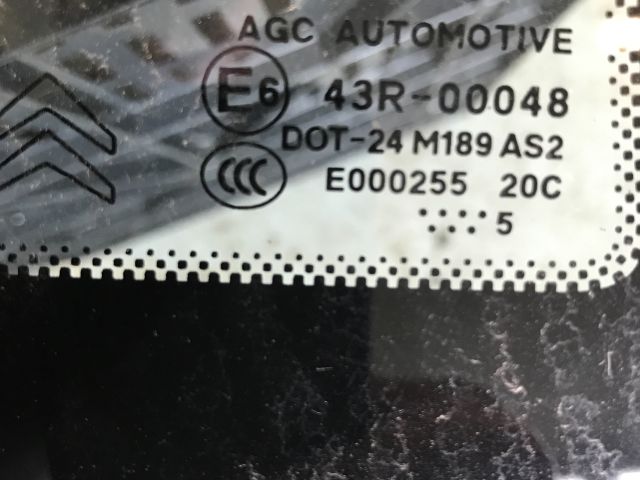 AGC AUTOMOTIVE
E6 43R-00048
DOT-24 M189 AS2
CCC E000255 20C
5